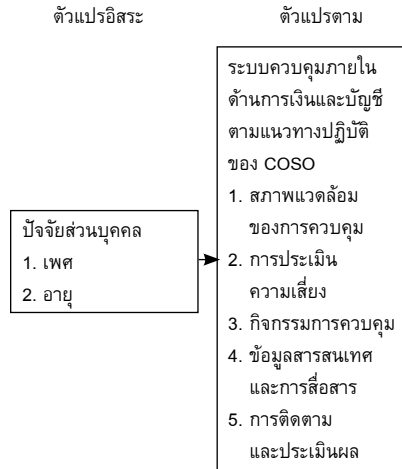 ตัวแปรอิสระ
ตัวแปรตาม
ปัจจัยส่วนบุคคล
1. เพศ
2. อายุ
ระบบควบคุมภายใน
ด้านการเงินและบัญชี
ตามแนวทางปฏิบัติ
ของ COSO
1. สภาพแวดล้อม
ของการควบคุม
2. การประเมิน
ความเสี่ยง
3. กิจกรรมการควบคุม
4. ข้อมูลสารสนเทศ
และการสื่อสาร
5. การติดตาม
และประเมินผล